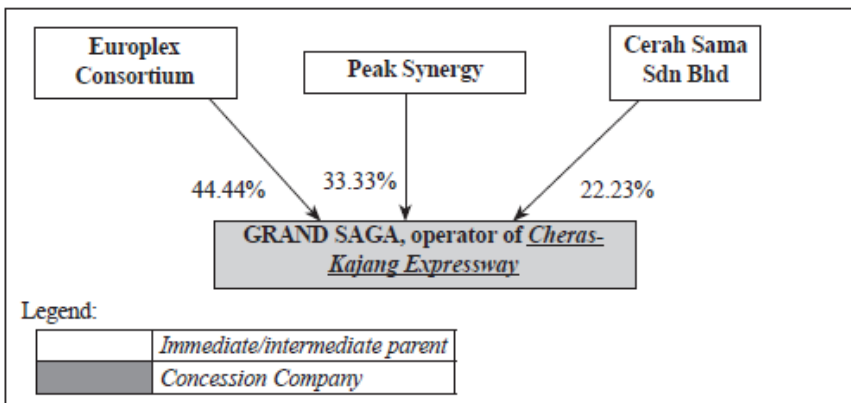 Europlex
Consortium
Peak Synergy
Cerah Sama
Sdn Bhd
44.44%
33.33%
22.23%
GRAND SAGA, operator of Cheras-
Kajang Expressway
Legend:
Immediate/intermediate parent
Concession Company